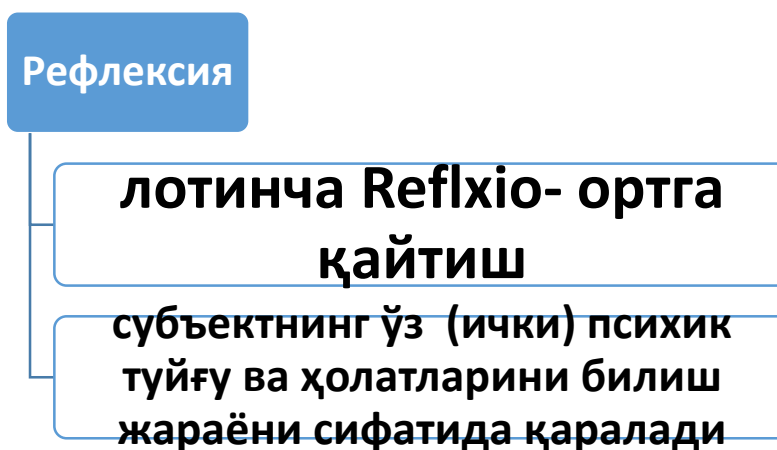 Рефлексия
лотинча Reflxio- ортга
қайтиш
субъектнинг ўз (ички) психик
туйғу ва ҳолатларини билиш
жараёни сифатида қаралади